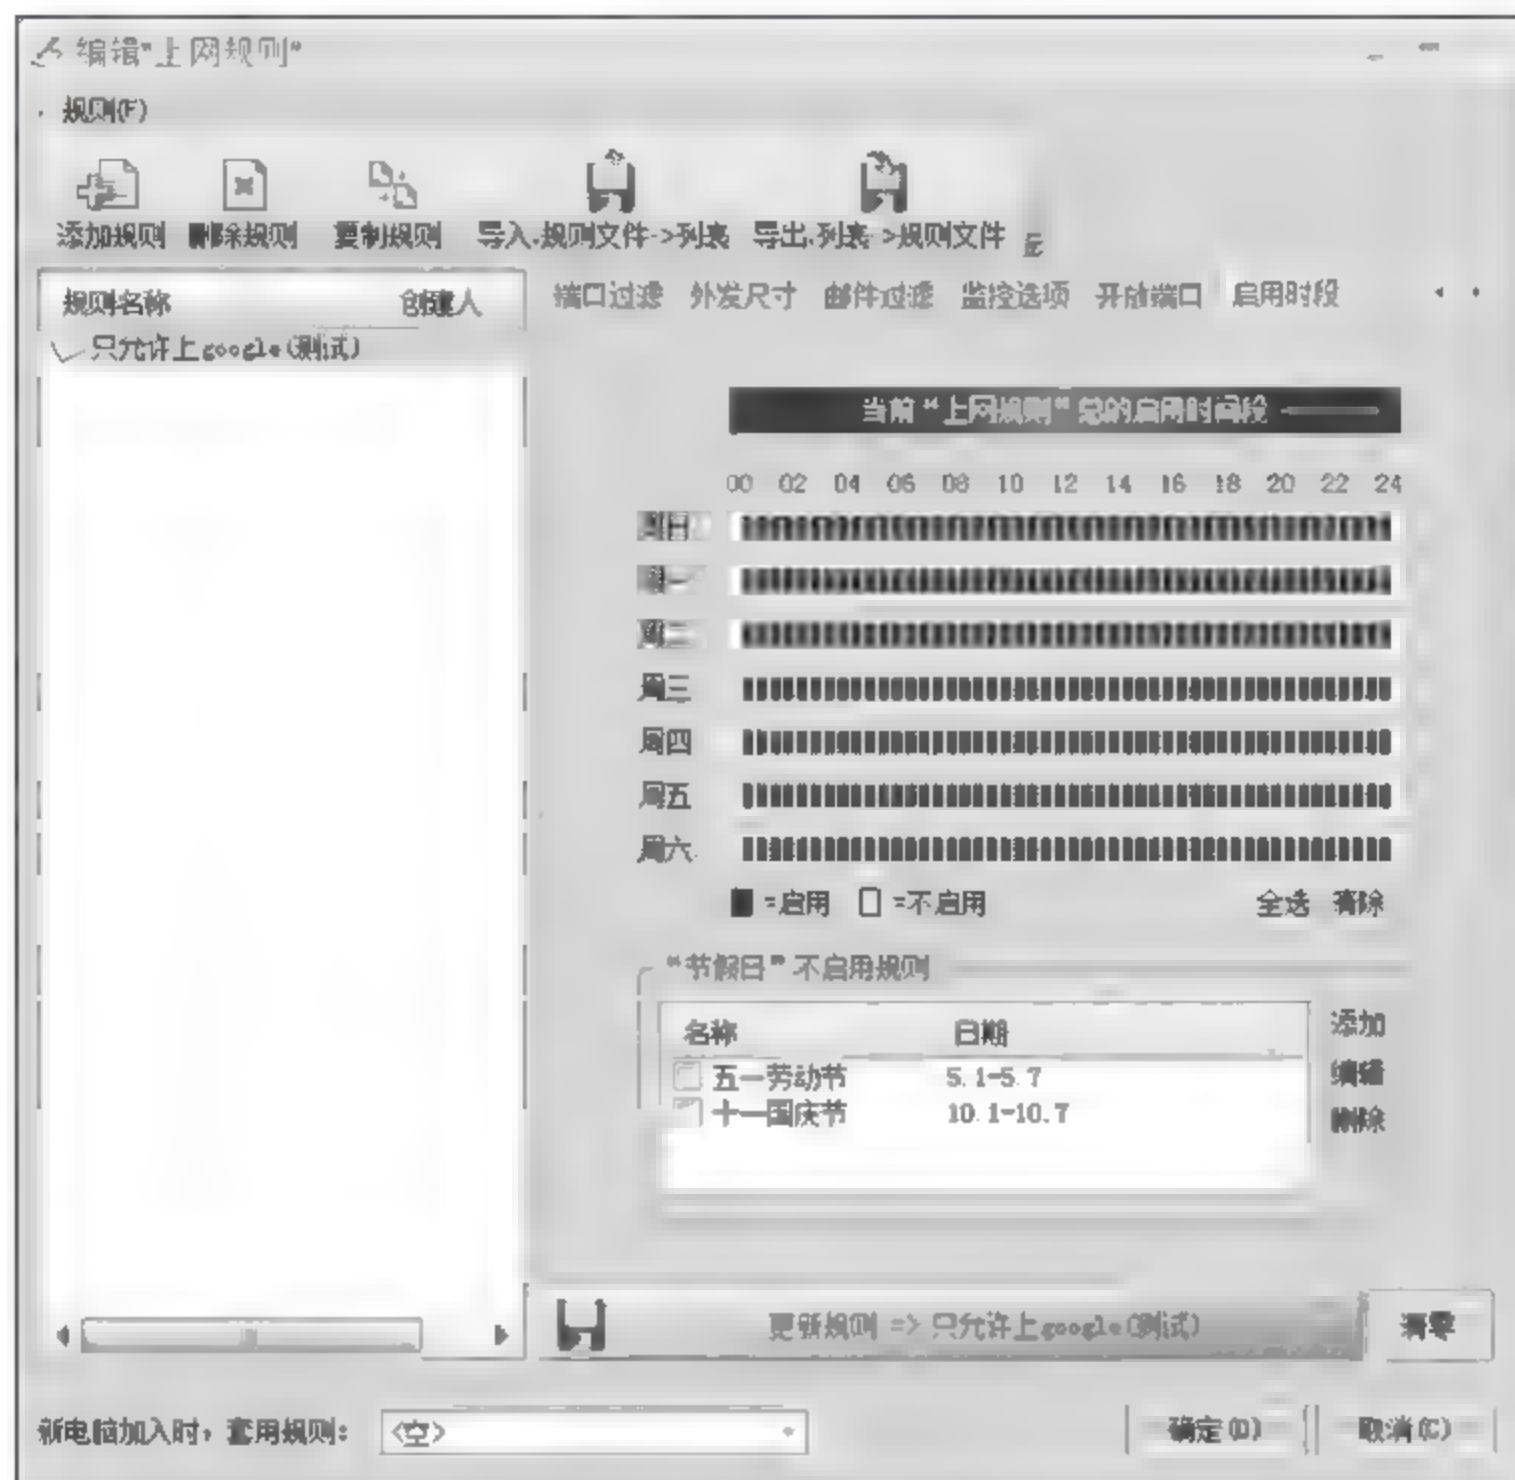 编辑"上网规则"
规则(F)
添加规则 删除规则 复制规则 导入.规则文件->列表 导出.列表->规则文件
规则名称 创建人
只允许上google(测试)
端口过滤 外发尺寸 邮件过滤 监控选项 开放端口 启用时段
当前"上网规则"总的启用时间段
00 02 04 06 08 10 12 14 16 18 20 22 24
周日
周一
周二
周三
周四
周五
周六
=启用 =不启用 全选 清除
"节假日"不启用规则
名称 日期 添加
五一劳动节 5.1-5.7 编辑
十一国庆节 10.1-10.7 删除
更新规则 => 只允许上google(测试) 清零
新电脑加入时，套用规则： <空> 确定(O) 取消(C)